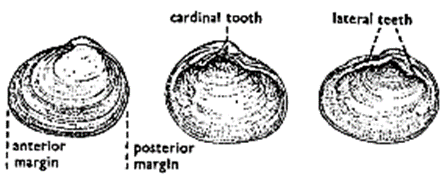 cardinal tooth
lateral teeth
anterior
margin
posterior
margin